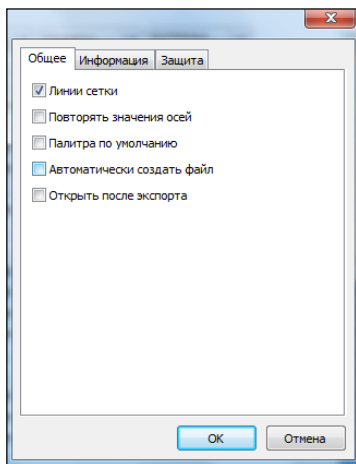 Общее Информация Защита
Линии сетки
Повторять значения осей
Палитра по умолчанию
Автоматически создать файл
Открыть после экспорта
OK Отмена